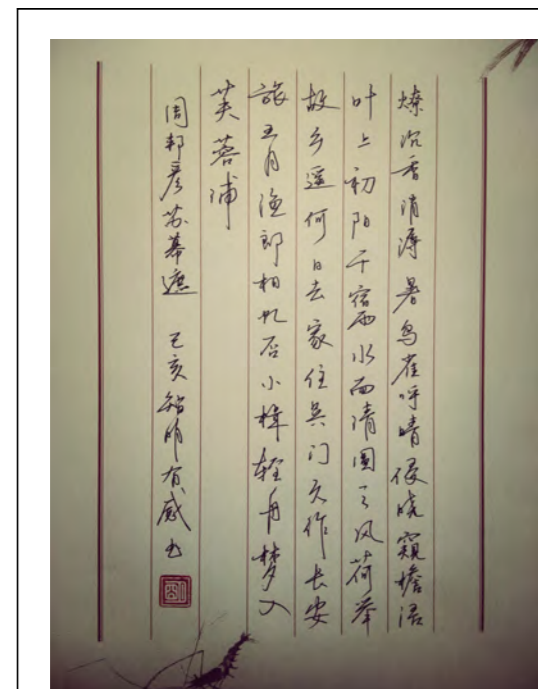 燎沉香消溽暑鸟雀呼晴侵晓窥檐语
叶上初阳干宿雨水面清圆一一风荷举
故乡遥何日去家住吴门久作长安
旅五月渔郎相忆否小楫轻舟梦入
芙蓉浦
周邦彦苏幕遮 己亥 明有感书